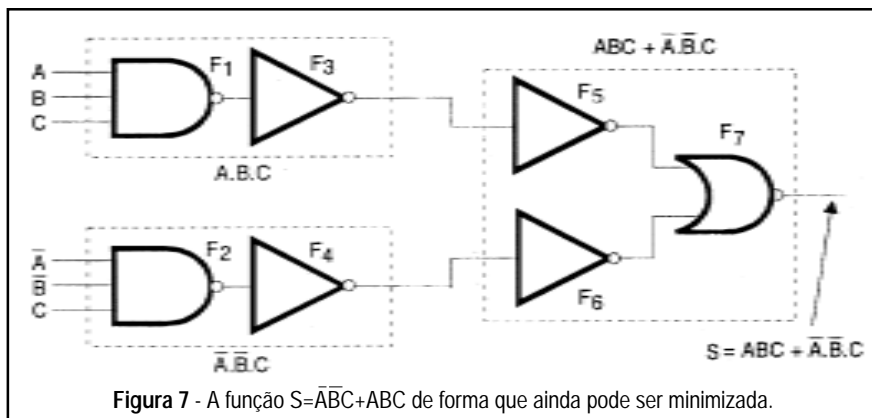 ABC + A̅.B̅.C
A
B
C
F1
F3
F5
F7
A.B.C
A̅
B̅
C
F2
F4
F6
A̅.B̅.C
S = ABC + A̅.B̅.C
Figura 7 - A função S=A̅B̅C+ABC de forma que ainda pode ser minimizada.